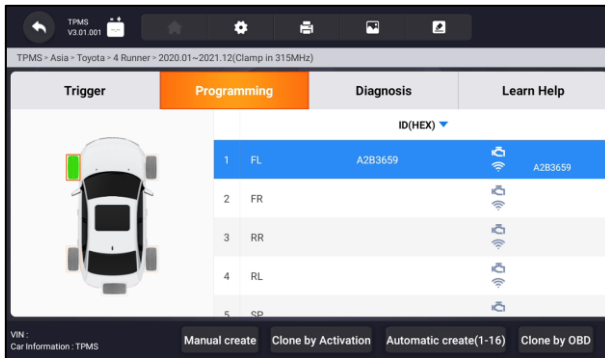 TPMS
V3.01.001
TPMS > Asia > Toyota > 4 Runner > 2020.01~2021.12(Clamp in 315MHz)
Trigger Programming Diagnosis Learn Help
ID(HEX)
1 FL A2B3659 A2B3659
2 FR
3 RR
4 RL
5 SP
VIN :
Car Information : TPMS
Manual create Clone by Activation Automatic create(1-16) Clone by OBD